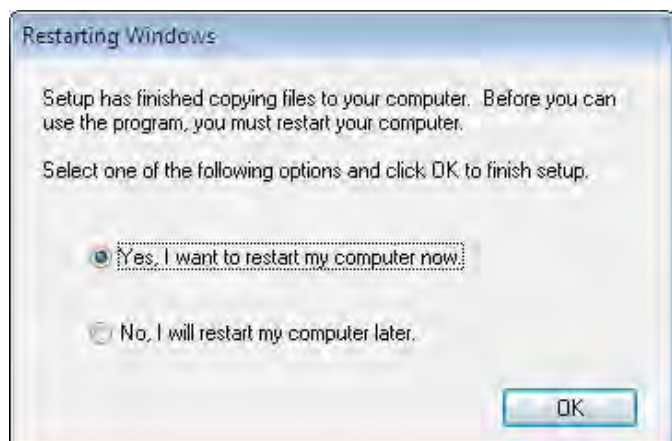 Restarting Windows
Setup has finished copying files to your computer. Before you can
use the program, you must restart your computer.
Select one of the following options and click OK to finish setup.
Yes, I want to restart my computer now.
No, I will restart my computer later.
OK